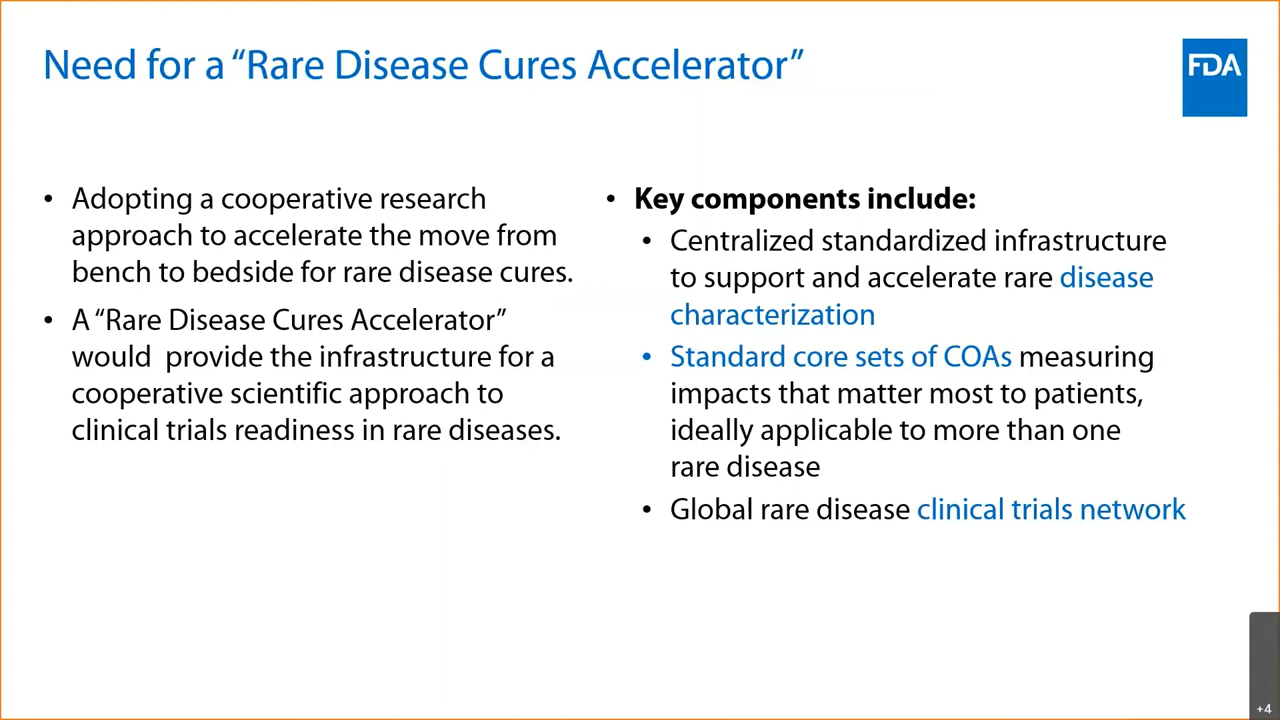 Need for a “Rare Disease Cures Accelerator”
FDA
• Adopting a cooperative research
approach to accelerate the move from
bench to bedside for rare disease cures.
• A “Rare Disease Cures Accelerator”
would  provide the infrastructure for a
cooperative scientific approach to
clinical trials readiness in rare diseases.
• Key components include:
• Centralized standardized infrastructure
to support and accelerate rare disease
characterization
• Standard core sets of COAs measuring
impacts that matter most to patients,
ideally applicable to more than one
rare disease
• Global rare disease clinical trials network
+4